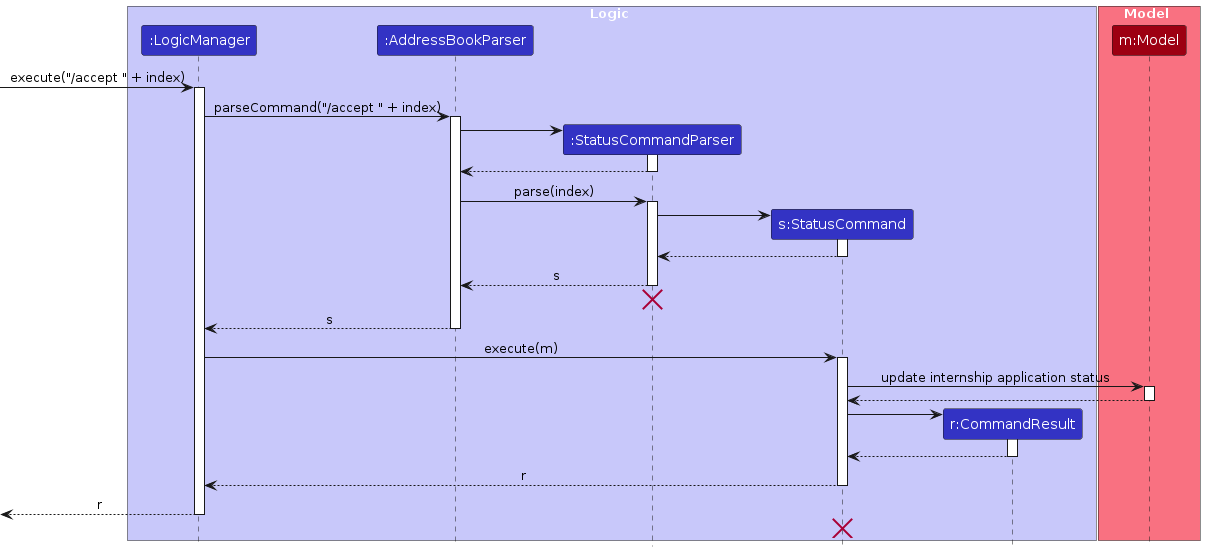 Logic
Model
:LogicManager
:AddressBookParser
m:Model
execute("/accept " + index)
parseCommand("/accept " + index)
:StatusCommandParser
parse(index)
s:StatusCommand
s
s
execute(m)
update internship application status
r:CommandResult
r
r